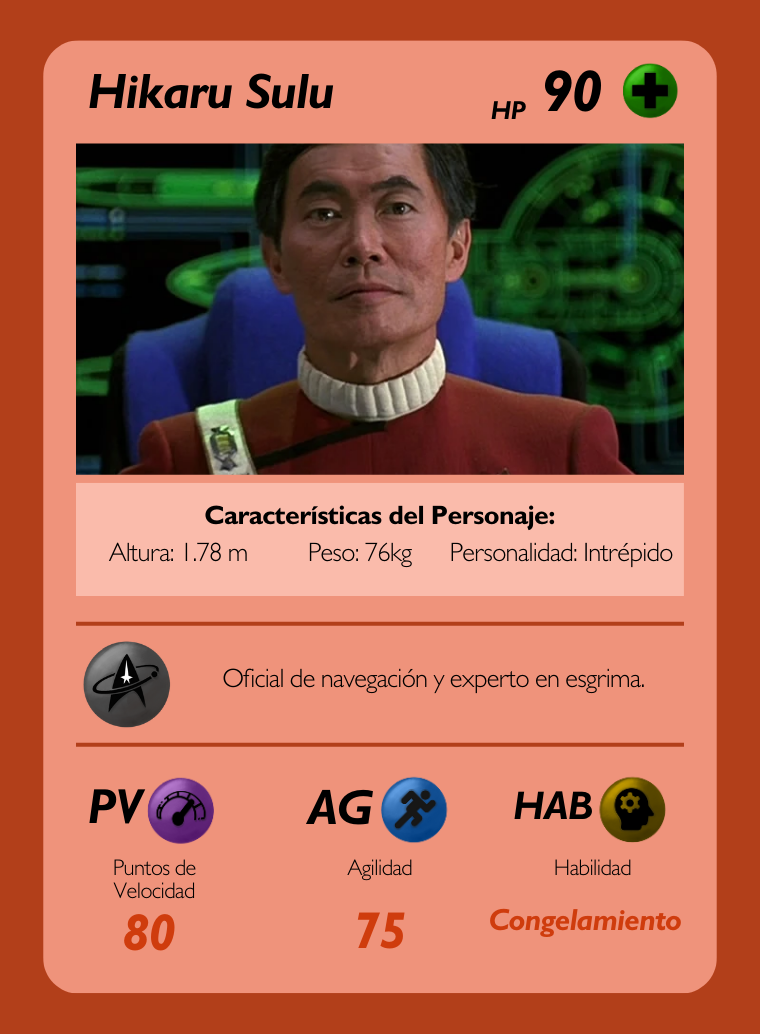 Hikaru Sulu
HP 90
Características del Personaje:
Altura: 1.78 m Peso: 76kg Personalidad: Intrépido
Oficial de navegación y experto en esgrima.
PV AG HAB
Puntos de Velocidad
Agilidad
Habilidad
80
75
Congelamiento